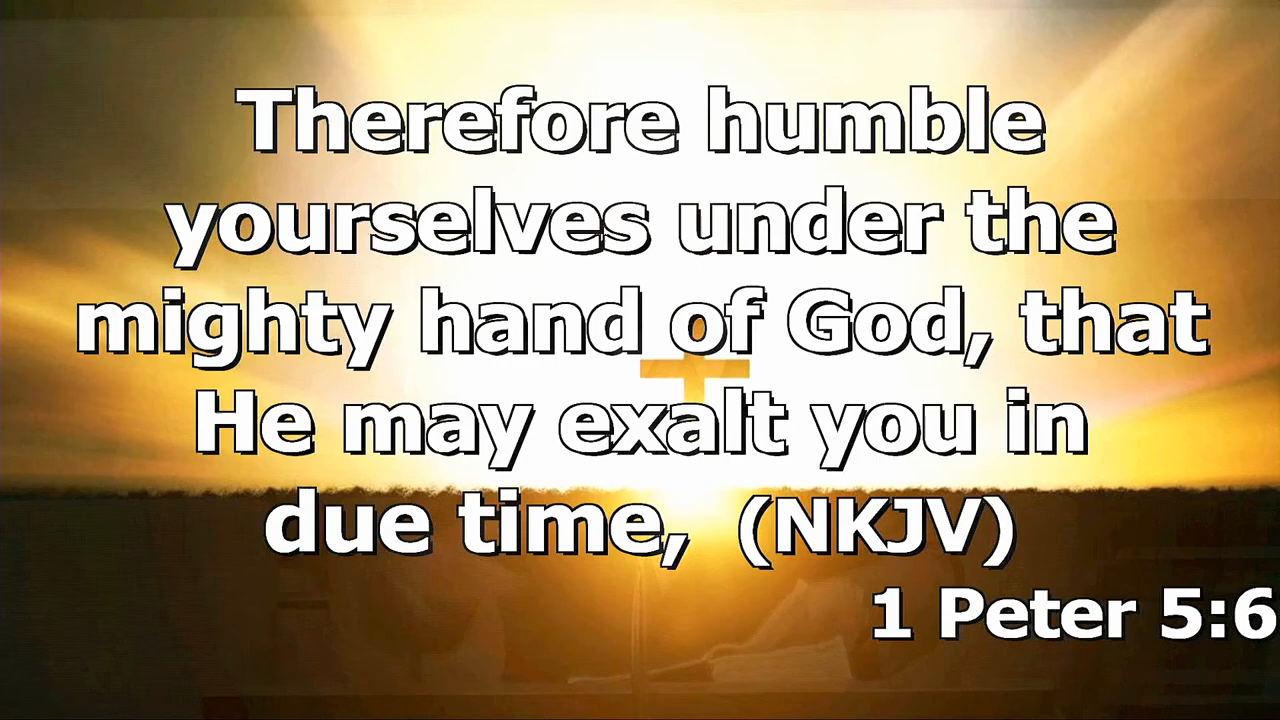 Therefore humble
yourselves under the
mighty hand of God, that
He may exalt you in
due time,  (NKJV)
1 Peter 5:6